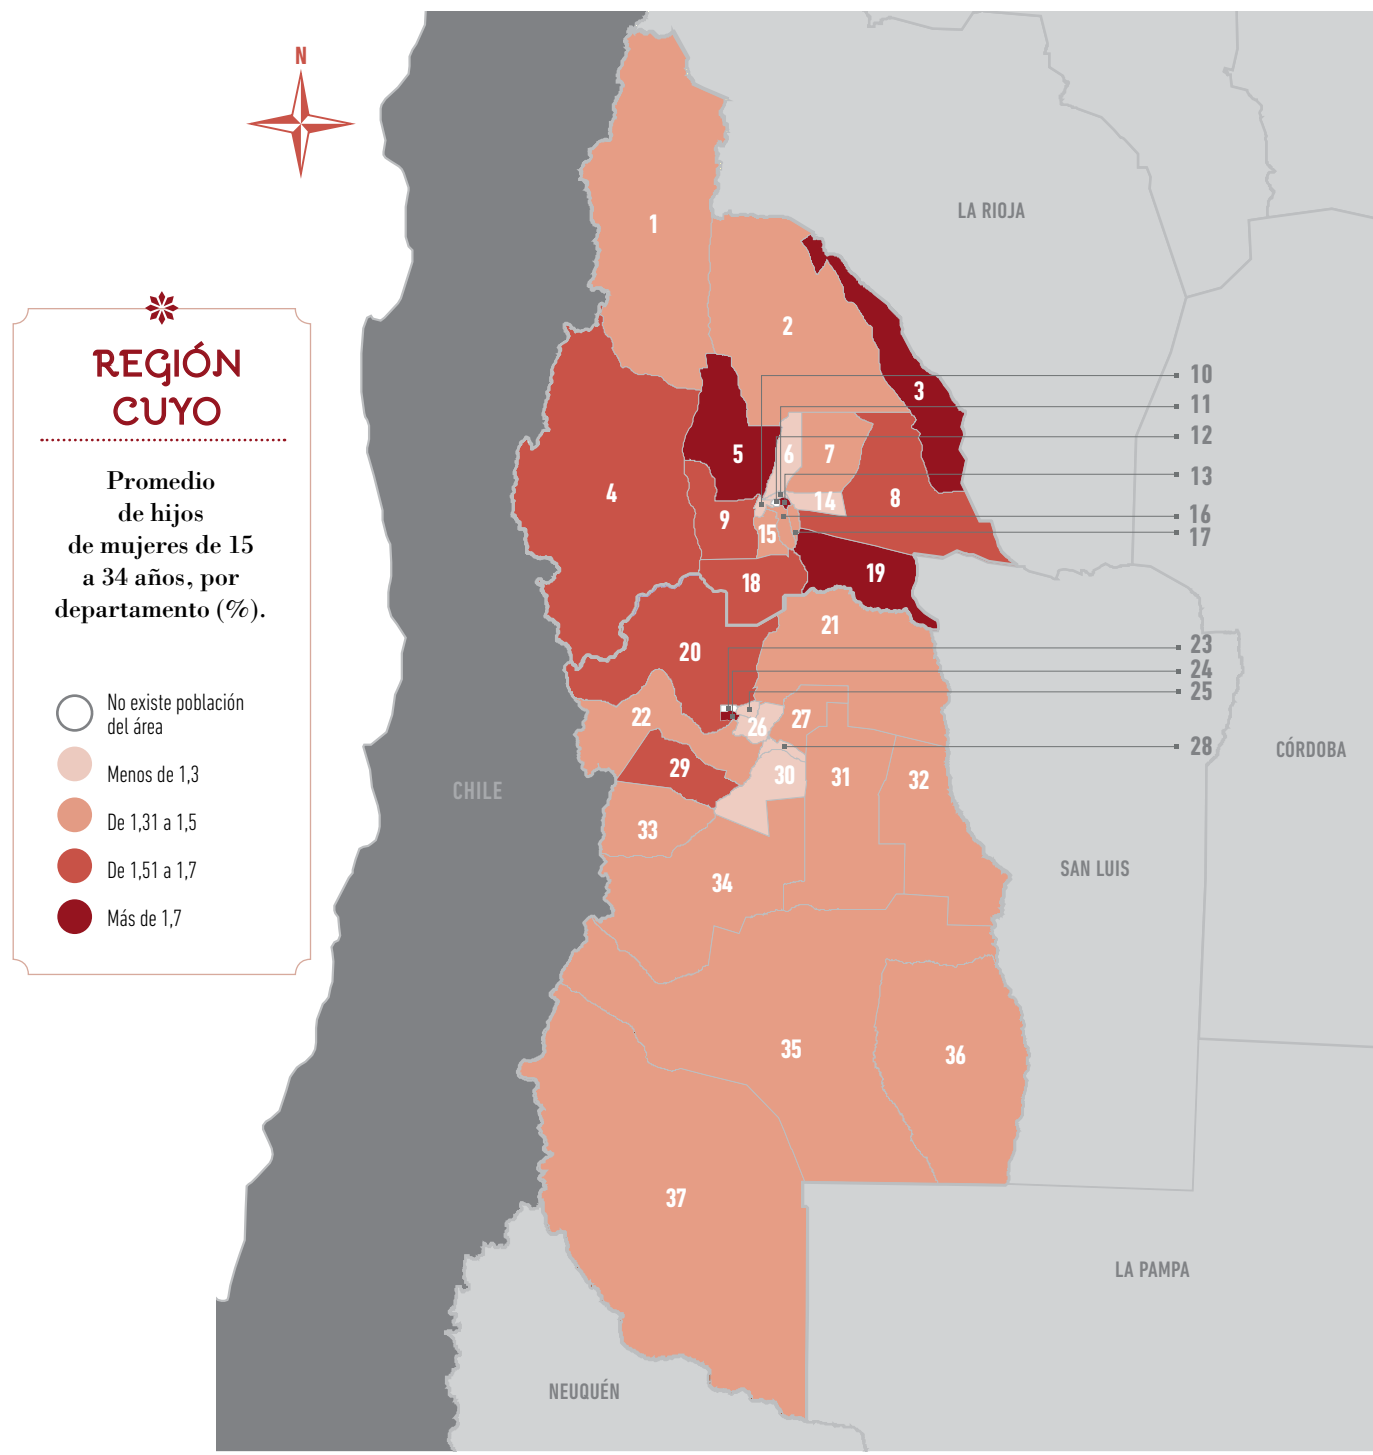 N
REGIÓN
CUYO
Promedio
de hijos
de mujeres de 15
a 34 años, por
departamento (%).
No existe población
del área
Menos de 1,3
De 1,31 a 1,5
De 1,51 a 1,7
Más de 1,7
LA RIOJA
CHILE
CÓRDOBA
SAN LUIS
LA PAMPA
NEUQUÉN
1
2
3
4
5
6
7
8
9
10
11
12
13
14
15
16
17
18
19
20
21
22
23
24
25
26
27
28
29
30
31
32
33
34
35
36
37